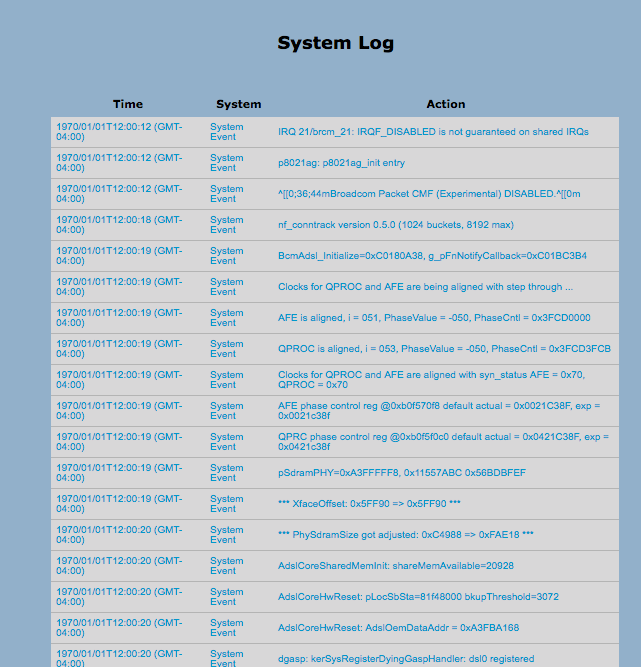 System Log
Time System Action
1970/01/01T12:00:12 (GMT-
04:00)
System
Event
IRQ 21/brcm_21: IRQF_DISABLED is not guaranteed on shared IRQs
1970/01/01T12:00:12 (GMT-
04:00)
System
Event
p8021ag: p8021ag_init entry
1970/01/01T12:00:12 (GMT-
04:00)
System
Event
^[[0;36;44mBroadcom Packet CMF (Experimental) DISABLED.^[[0m
1970/01/01T12:00:18 (GMT-
04:00)
System
Event
nf_conntrack version 0.5.0 (1024 buckets, 8192 max)
1970/01/01T12:00:19 (GMT-
04:00)
System
Event
BcmAdsl_Initialize=0xC0180A38, g_pFnNotifyCallback=0xC01BC3B4
1970/01/01T12:00:19 (GMT-
04:00)
System
Event
Clocks for QPROC and AFE are being aligned with step through ...
1970/01/01T12:00:19 (GMT-
04:00)
System
Event
AFE is aligned, i = 051, PhaseValue = -050, PhaseCntl = 0x3FCD0000
1970/01/01T12:00:19 (GMT-
04:00)
System
Event
QPROC is aligned, i = 053, PhaseValue = -050, PhaseCntl = 0x3FCD3FCB
1970/01/01T12:00:19 (GMT-
04:00)
System
Event
Clocks for QPROC and AFE are aligned with syn_status AFE = 0x70,
QPROC = 0x70
1970/01/01T12:00:19 (GMT-
04:00)
System
Event
AFE phase control reg @0xb0f570f8 default actual = 0x0021C38F, exp =
0x0021c38f
1970/01/01T12:00:19 (GMT-
04:00)
System
Event
QPRC phase control reg @0xb0f5f0c0 default actual = 0x0421C38F, exp =
0x0421c38f
1970/01/01T12:00:19 (GMT-
04:00)
System
Event
pSdramPHY=0xA3FFFFF8, 0x11557ABC 0x56BDBFEF
1970/01/01T12:00:19 (GMT-
04:00)
System
Event
*** XfaceOffset: 0x5FF90 => 0x5FF90 ***
1970/01/01T12:00:20 (GMT-
04:00)
System
Event
*** PhySdramSize got adjusted: 0xC4988 => 0xFAE18 ***
1970/01/01T12:00:20 (GMT-
04:00)
System
Event
AdslCoreSharedMemInit: shareMemAvailable=20928
1970/01/01T12:00:20 (GMT-
04:00)
System
Event
AdslCoreHwReset: pLocSbSta=81f48000 bkupThreshold=3072
1970/01/01T12:00:20 (GMT-
04:00)
System
Event
AdslCoreHwReset: AdslOemDataAddr = 0xA3FBA168
1970/01/01T12:00:20 (GMT-
04:00)
System
Event
dgasp: kerSysRegisterDyingGaspHandler: dsl0 registered